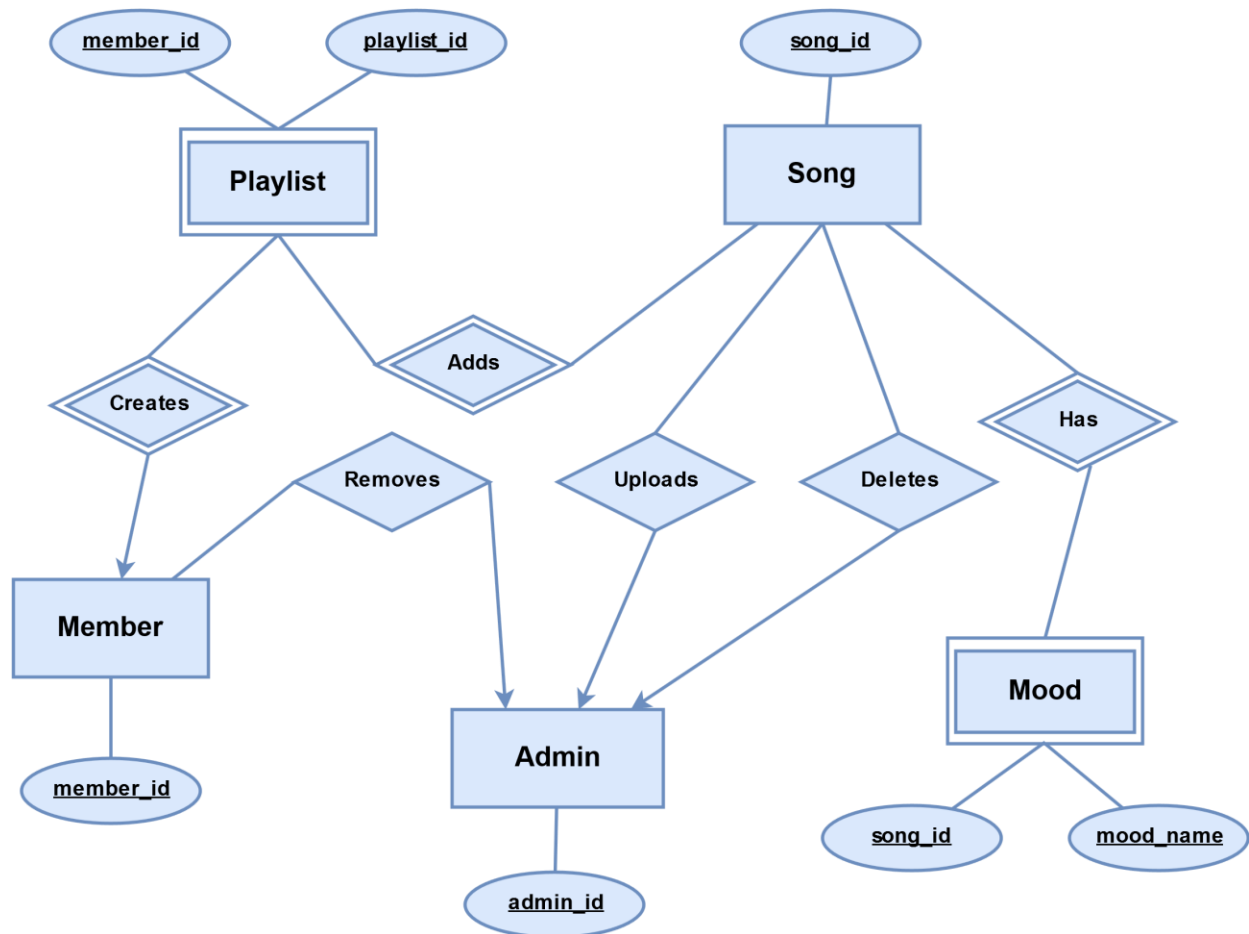 member_id
playlist_id
song_id
Playlist
Song
Adds
Creates
Has
Removes
Uploads
Deletes
Member
Mood
Admin
member_id
song_id
mood_name
admin_id